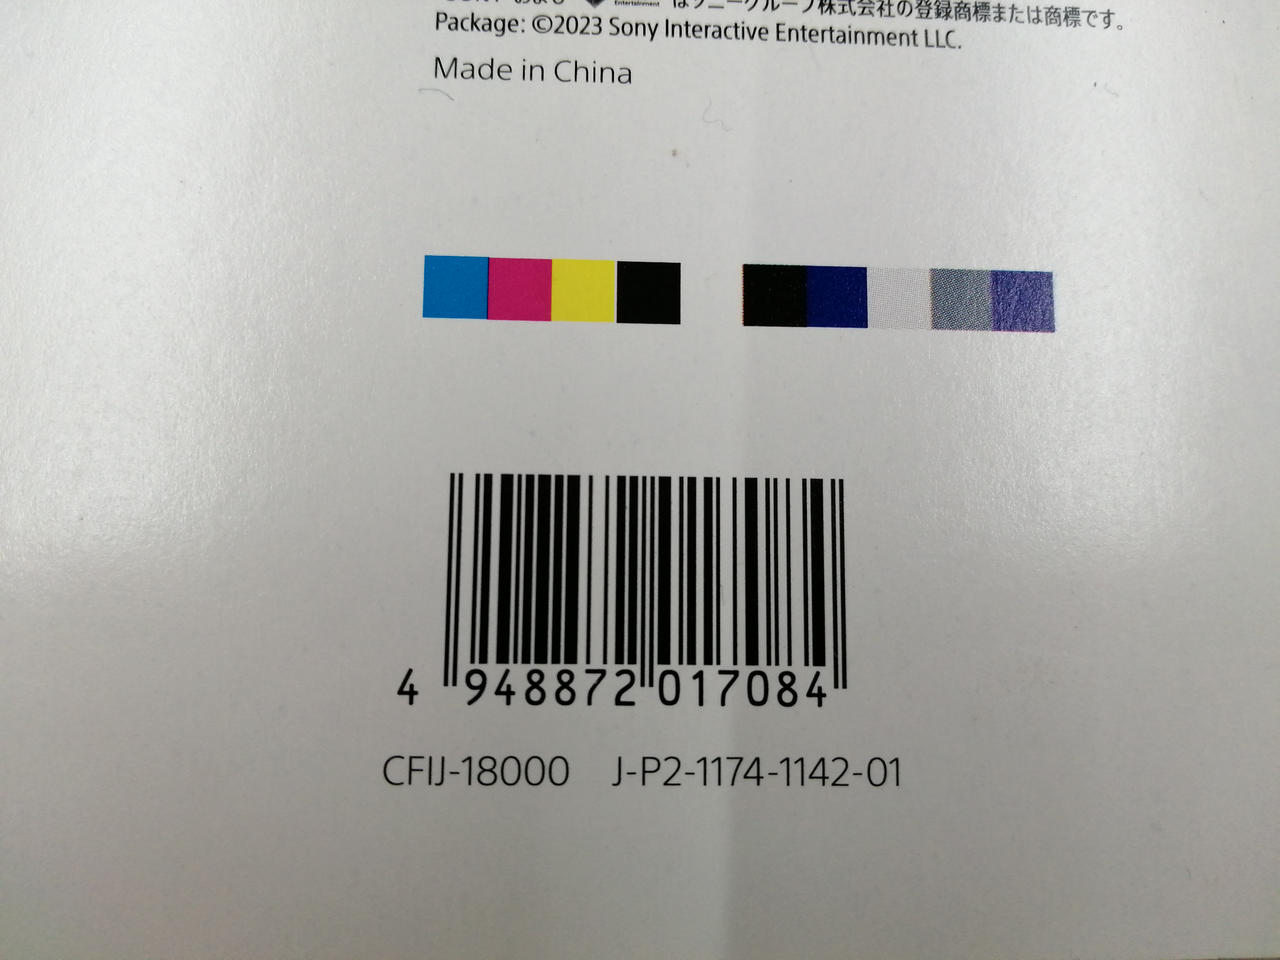 Entertainment はソニーグループ株式会社の登録商標または商標です。
Package: ©2023 Sony Interactive Entertainment LLC.
Made in China
4 948872 017084
CFIJ-18000 J-P2-1174-1142-01